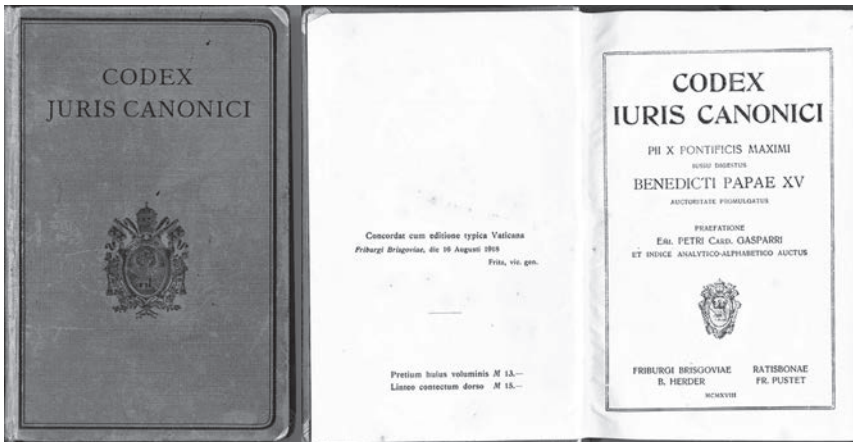 CODEX
JURIS CANONICI
Concordat cum editione typica Vaticana
Friburgi Brisgoviae, die 16 Augusti 1918
Fritz, vic. gen.
Pretium huius voluminis M 13.—
Linteo contectum dorso M 15.—
CODEX
IURIS CANONICI
PII X PONTIFICIS MAXIMI
IUSSU DIGESTUS
BENEDICTI PAPAE XV
AUCTORITATE PROMULGATUS
PRAEFATIONE
EMI. PETRI CARD. GASPARRI
ET INDICE ANALYTICO-ALPHABETICO AUCTUS
FRIBURGI BRISGOVIAE RATISBONAE
B. HERDER FR. PUSTET
MCMXVIII